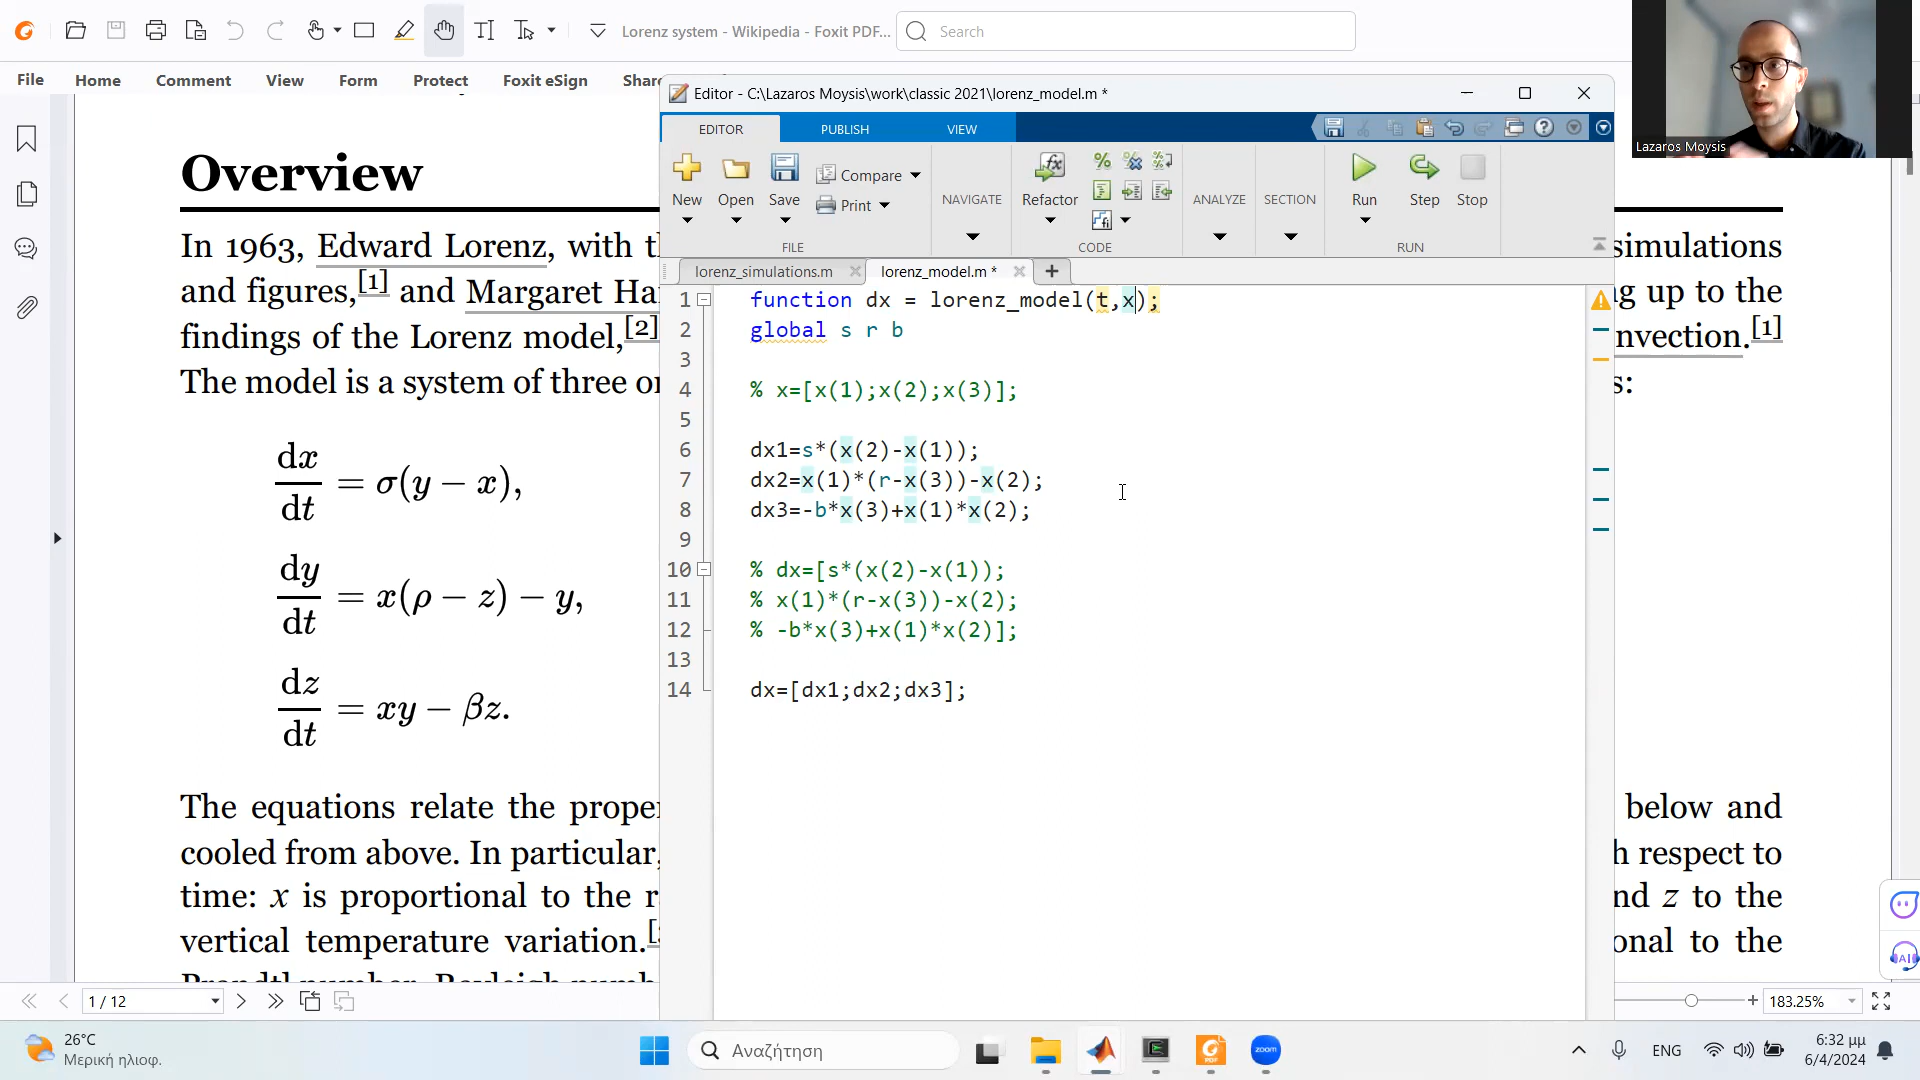 Lorenz system - Wikipedia - Foxit PDF...
Search
File Home Comment View Form Protect Foxit eSign
Lazaros Moysis
Editor - C:\Lazaros Moysis\work\classic 2021\lorenz_model.m *
EDITOR PUBLISH VIEW
New Open Save Compare Print
NAVIGATE
Refactor
ANALYZE SECTION
Run Step Stop
FILE CODE RUN
lorenz_simulations.m lorenz_model.m *
1 function dx = lorenz_model(t,x);
2 global s r b
3
4 % x=[x(1);x(2);x(3)];
5
6 dx1=s*(x(2)-x(1));
7 dx2=x(1)*(r-x(3))-x(2);
8 dx3=-b*x(3)+x(1)*x(2);
9
10 % dx=[s*(x(2)-x(1));
11 % x(1)*(r-x(3))-x(2);
12 % -b*x(3)+x(1)*x(2)];
13
14 dx=[dx1;dx2;dx3];
Overview
In 1963, Edward Lorenz, with
simulations
and figures,[1] and Margaret
up to the
findings of the Lorenz model,[2]
nvection.[1]
The model is a system of three
s:
dx/dt = σ(y − x),
dy/dt = x(ρ − z) − y,
dz/dt = xy − βz.
The equations relate the
below and
cooled from above. In particular,
respect to
time: x is proportional to the
nd z to the
vertical temperature variation.
onal to the
1 / 12
183.25%
26°C
Μερική ηλιοφ.
Αναζήτηση
zoom
ENG
6:32 μμ
6/4/2024